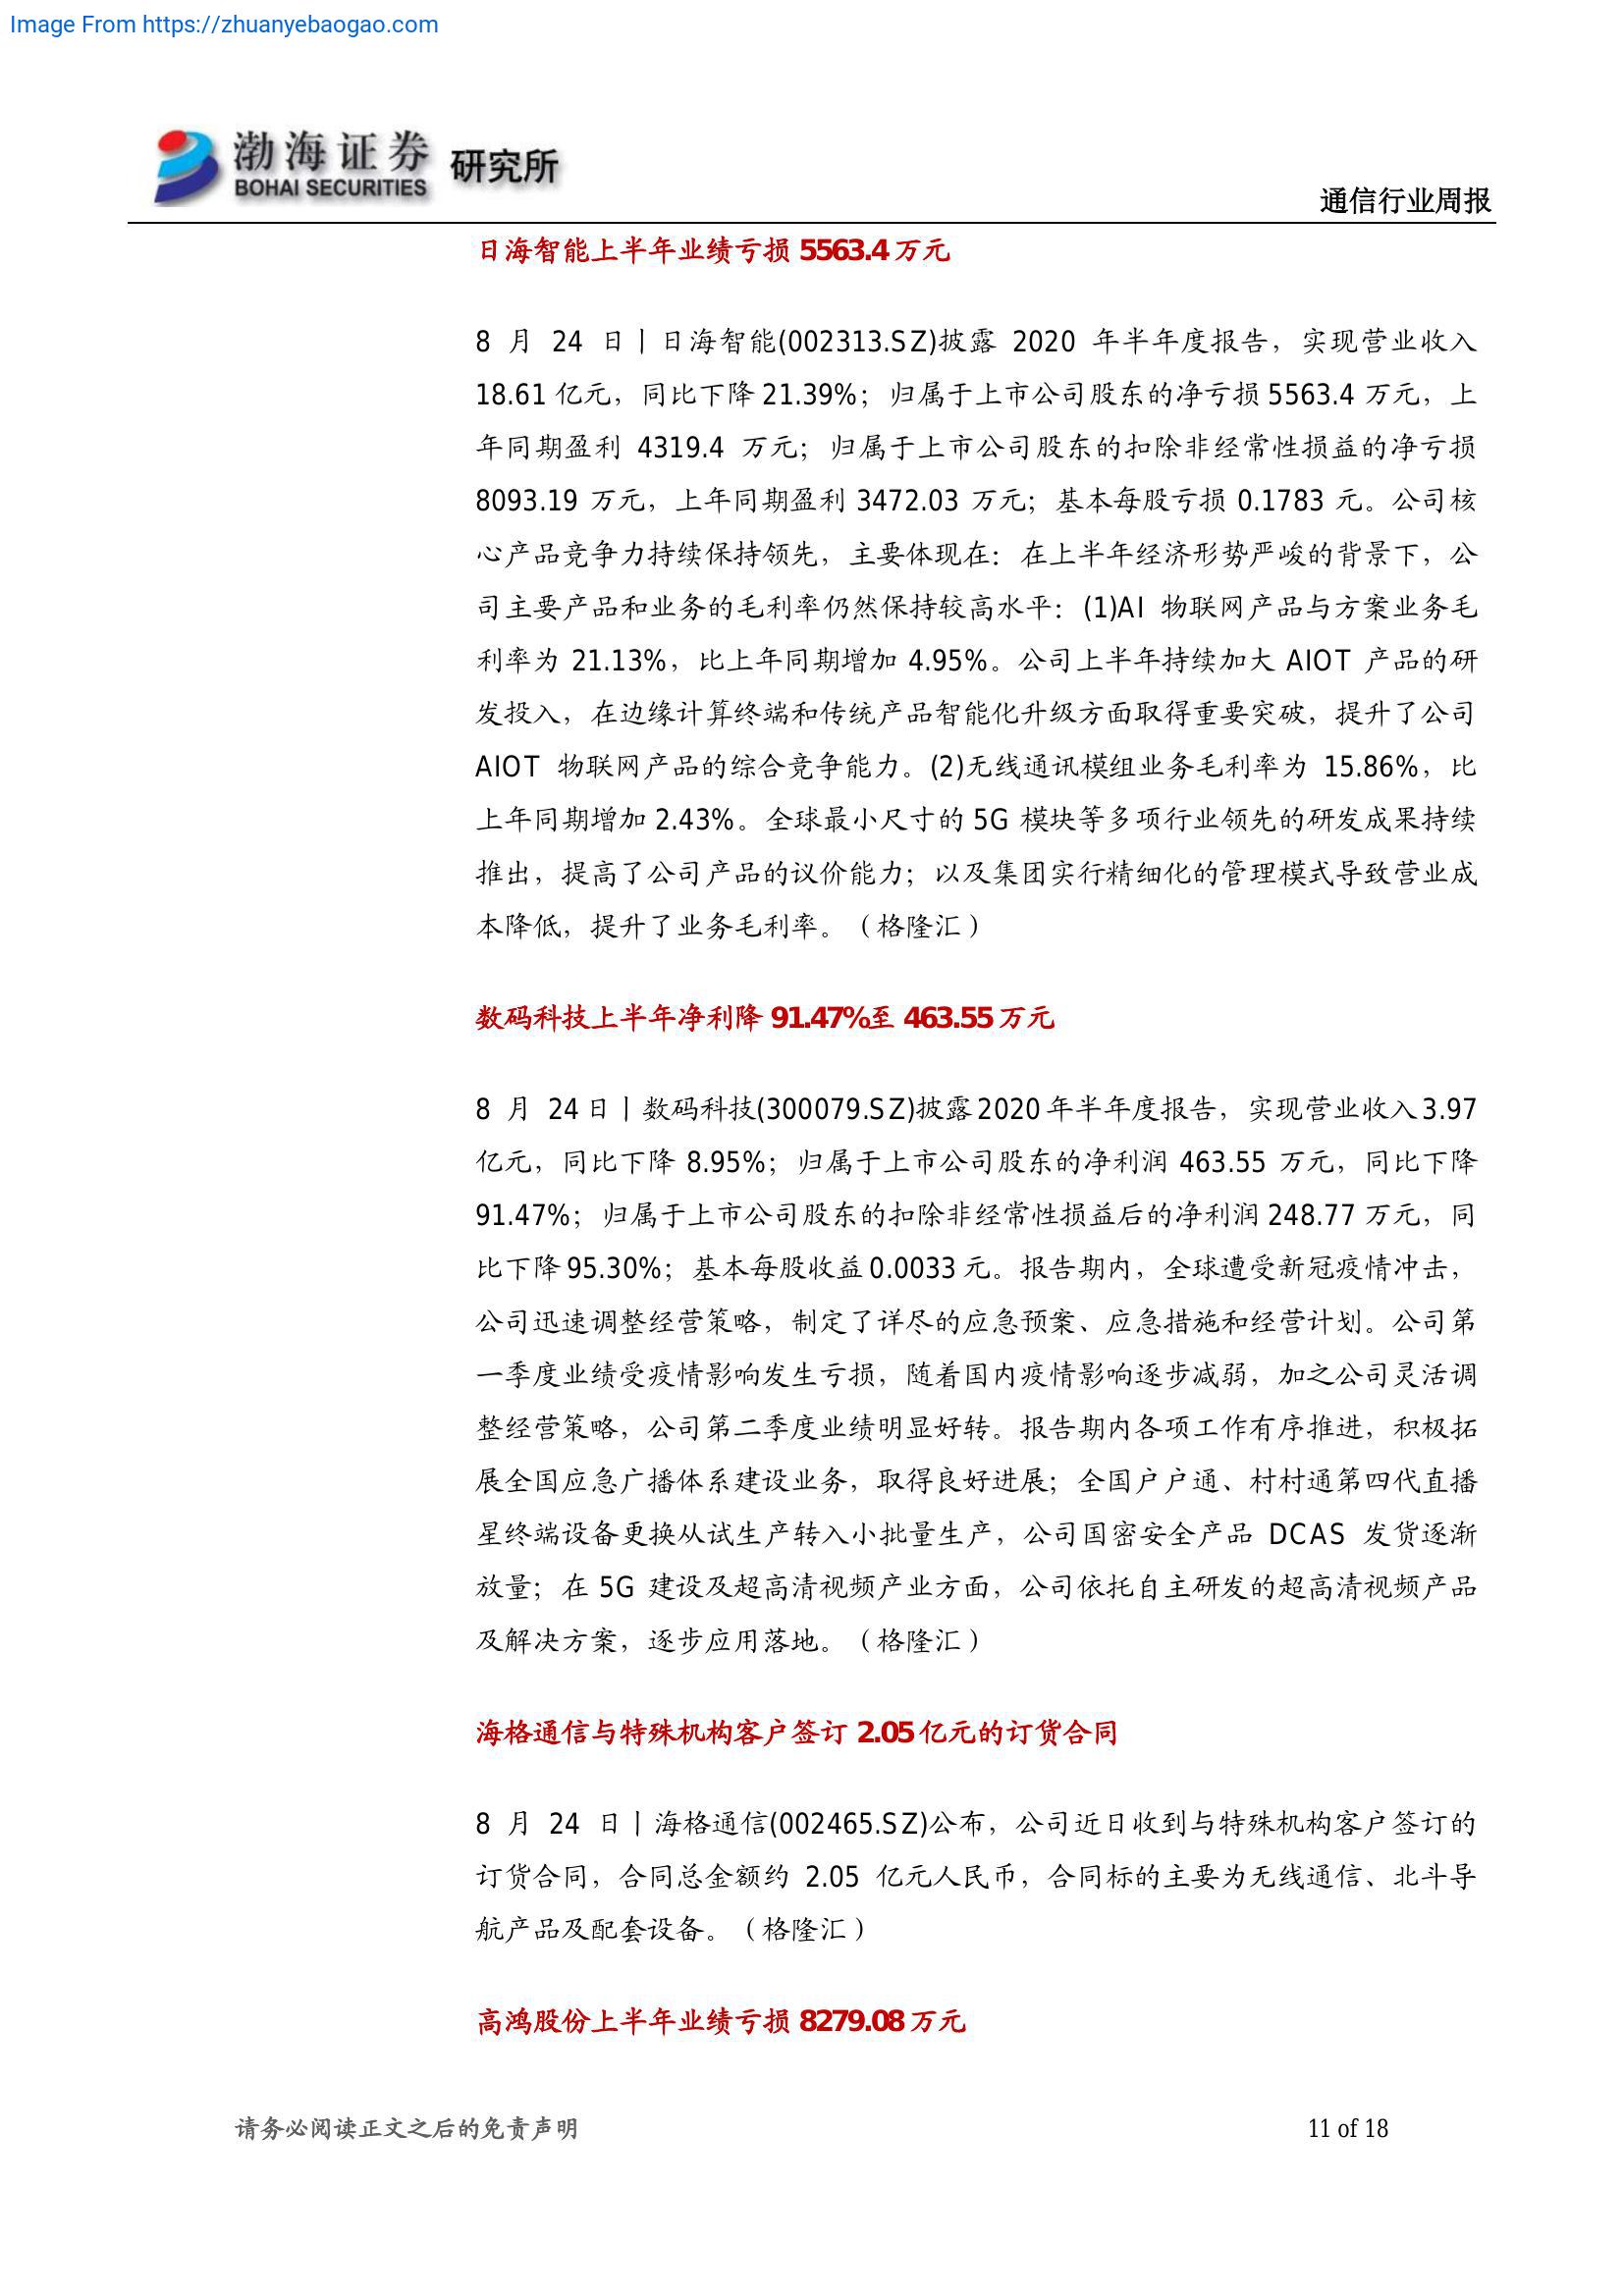 Image From https://zhuanyebaogao.com
渤海证券 研究所
BOHAI SECURITIES
通信行业周报
日海智能上半年业绩亏损 5563.4 万元
8 月 24 日丨日海智能(002313.SZ)披露 2020 年半年度报告，实现营业收入
18.61 亿元，同比下降 21.39%；归属于上市公司股东的净亏损 5563.4 万元，上
年同期盈利 4319.4 万元；归属于上市公司股东的扣除非经常性损益的净亏损
8093.19 万元，上年同期盈利 3472.03 万元；基本每股亏损 0.1783 元。公司核
心产品竞争力持续保持领先，主要体现在：在上半年经济形势严峻的背景下，公
司主要产品和业务的毛利率仍然保持较高水平：(1)AI 物联网产品与方案业务毛
利率为 21.13%，比上年同期增加 4.95%。公司上半年持续加大 AIOT 产品的研
发投入，在边缘计算终端和传统产品智能化升级方面取得重要突破，提升了公司
AIOT 物联网产品的综合竞争能力。(2)无线通讯模组业务毛利率为 15.86%，比
上年同期增加 2.43%。全球最小尺寸的 5G 模块等多项行业领先的研发成果持续
推出，提高了公司产品的议价能力；以及集团实行精细化的管理模式导致营业成
本降低，提升了业务毛利率。（格隆汇）
数码科技上半年净利降 91.47%至 463.55 万元
8 月 24 日丨数码科技(300079.SZ)披露 2020 年半年度报告，实现营业收入 3.97
亿元，同比下降 8.95%；归属于上市公司股东的净利润 463.55 万元，同比下降
91.47%；归属于上市公司股东的扣除非经常性损益后的净利润 248.77 万元，同
比下降 95.30%；基本每股收益 0.0033 元。报告期内，全球遭受新冠疫情冲击，
公司迅速调整经营策略，制定了详尽的应急预案、应急措施和经营计划。公司第
一季度业绩受疫情影响发生亏损，随着国内疫情影响逐步减弱，加之公司灵活调
整经营策略，公司第二季度业绩明显好转。报告期内各项工作有序推进，积极拓
展全国应急广播体系建设业务，取得良好进展；全国户户通、村村通第四代直播
星终端设备更换从试生产转入小批量生产，公司国密安全产品 DCAS 发货逐渐
放量；在 5G 建设及超高清视频产业方面，公司依托自主研发的超高清视频产品
及解决方案，逐步应用落地。（格隆汇）
海格通信与特殊机构客户签订 2.05 亿元的订货合同
8 月 24 日丨海格通信(002465.SZ)公布，公司近日收到与特殊机构客户签订的
订货合同，合同总金额约 2.05 亿元人民币，合同标的主要为无线通信、北斗导
航产品及配套设备。（格隆汇）
高鸿股份上半年业绩亏损 8279.08 万元
请务必阅读正文之后的免责声明
11 of 18